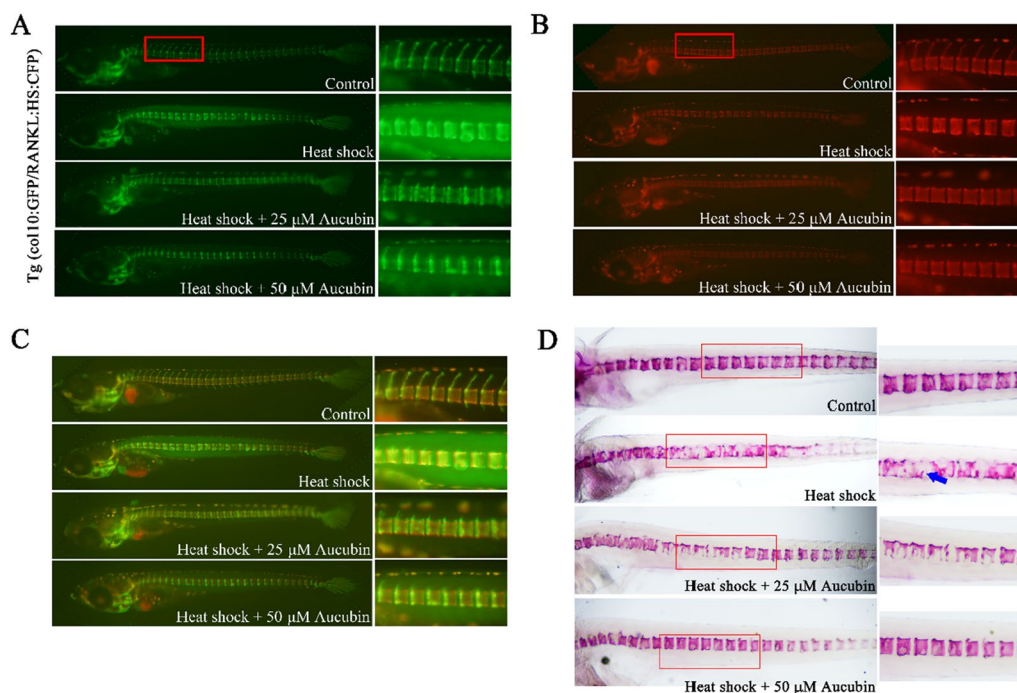 A
Tg (col10:GFP/RANKL:HS:CFP)
Control
Heat shock
Heat shock + 25 μM Aucubin
Heat shock + 50 μM Aucubin
B
Control
Heat shock
Heat shock + 25 μM Aucubin
Heat shock + 50 μM Aucubin
C
Control
Heat shock
Heat shock + 25 μM Aucubin
Heat shock + 50 μM Aucubin
D
Control
Heat shock
Heat shock + 25 μM Aucubin
Heat shock + 50 μM Aucubin